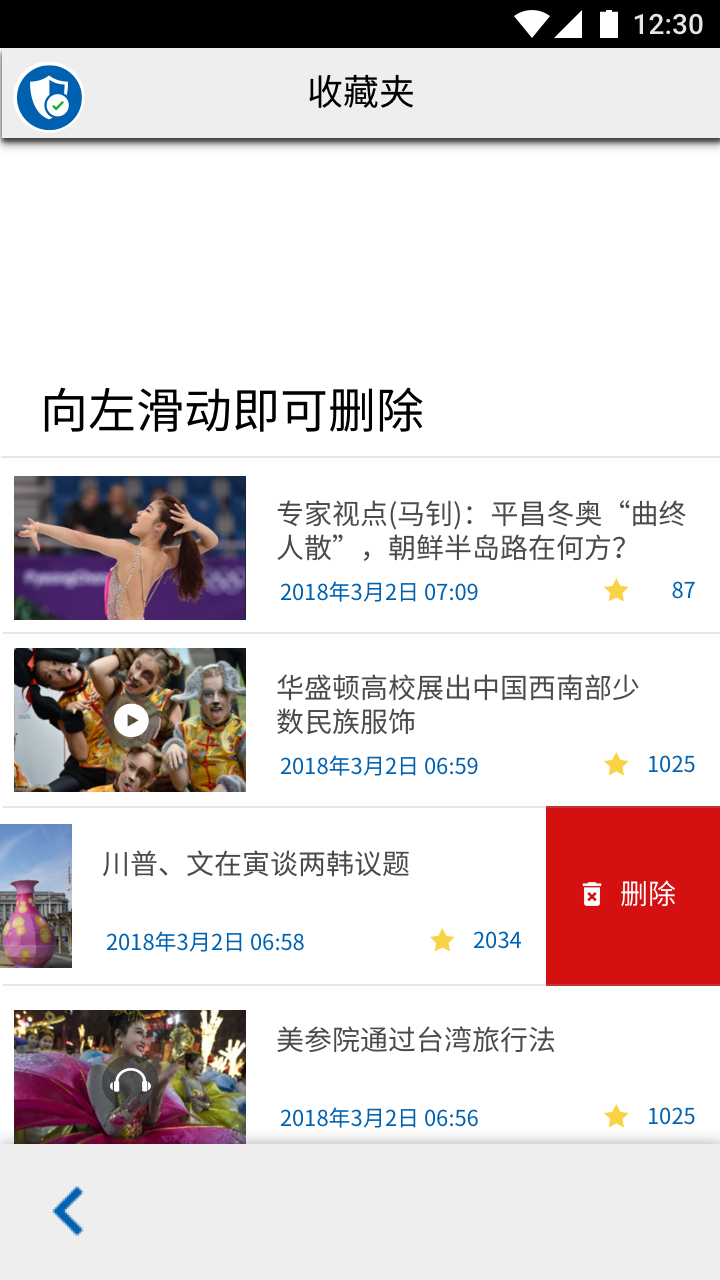 12:30
收藏夹
向左滑动即可删除
专家视点(马钊)：平昌冬奥“曲终
人散”，朝鲜半岛路在何方？
2018年3月2日 07:09
87
华盛顿高校展出中国西南部少
数民族服饰
2018年3月2日 06:59
1025
川普、文在寅谈两韩议题
2018年3月2日 06:58
2034
删除
美参院通过台湾旅行法
2018年3月2日 06:56
1025